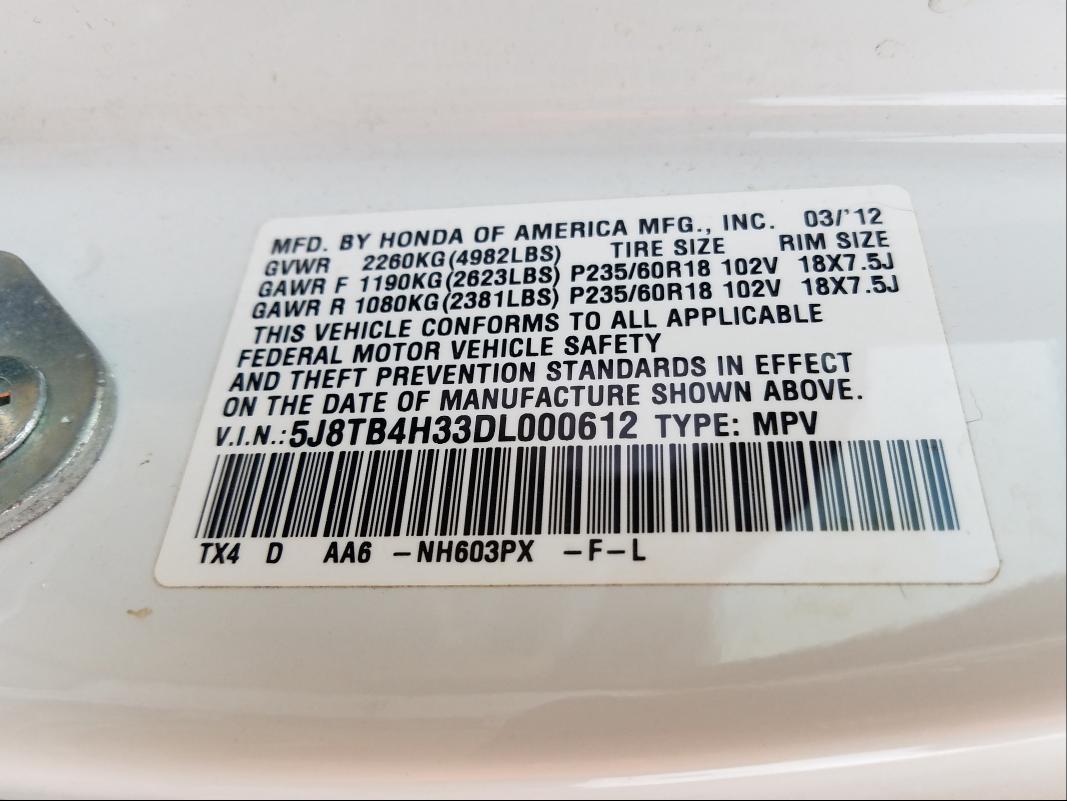 MFD. BY HONDA OF AMERICA MFG., INC. 03/'12
GVWR 2260KG(4982LBS) TIRE SIZE RIM SIZE
GAWR F 1190KG(2623LBS) P235/60R18 102V 18X7.5J
GAWR R 1080KG(2381LBS) P235/60R18 102V 18X7.5J
THIS VEHICLE CONFORMS TO ALL APPLICABLE
FEDERAL MOTOR VEHICLE SAFETY
AND THEFT PREVENTION STANDARDS IN EFFECT
ON THE DATE OF MANUFACTURE SHOWN ABOVE.
V.I.N.:5J8TB4H33DL000612 TYPE: MPV
TX4 D AA6 -NH603PX -F-L